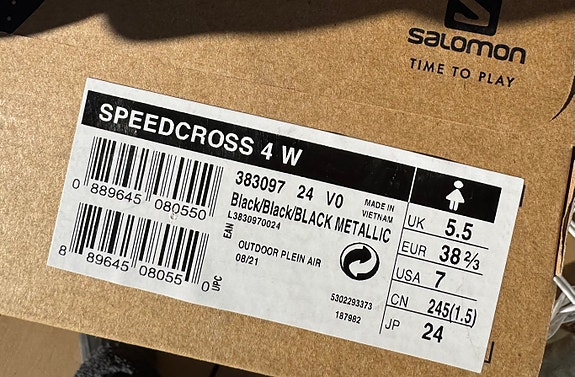 SALOMON
TIME TO PLAY
SPEEDCROSS 4 W
0 889645 080550
EAN
8 89645 08055 0
UPC
383097 24 V0
Black/Black/BLACK METALLIC
L3830970024
MADE IN
VIETNAM
OUTDOOR PLEIN AIR
08/21
5302293373
187982
UK 5.5
EUR 38 2/3
USA 7
CN 245(1.5)
JP 24